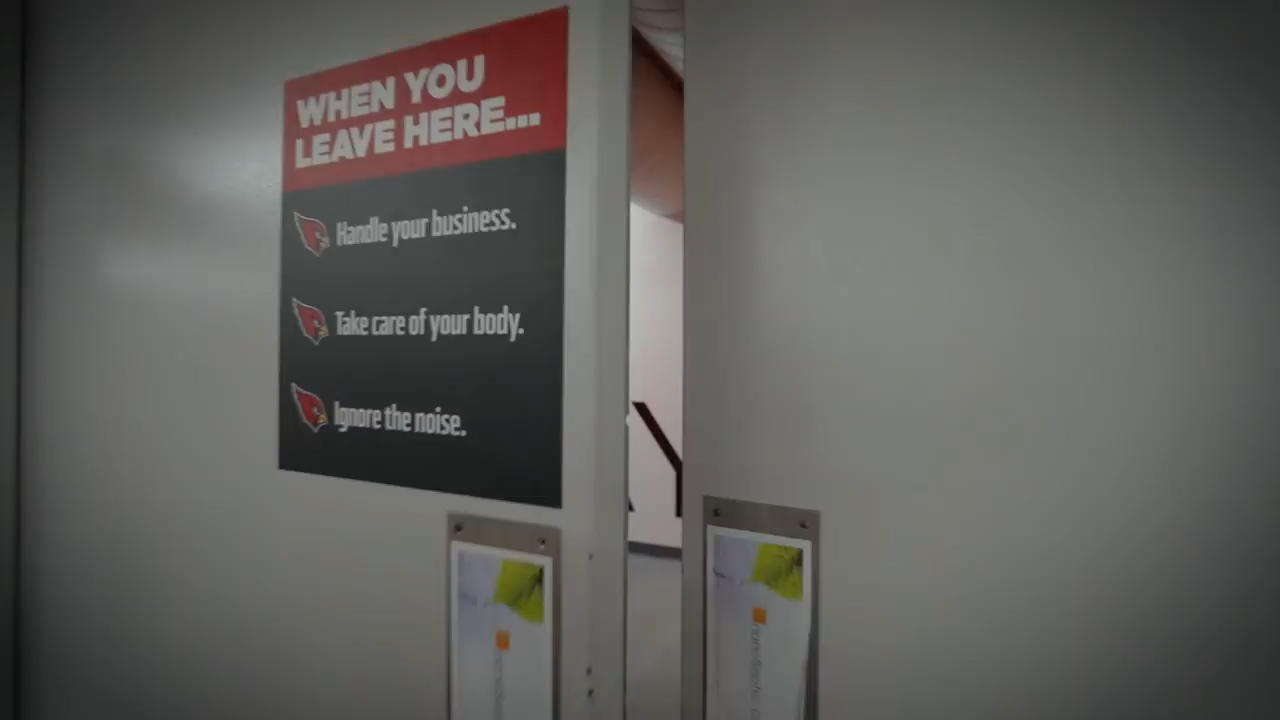 WHEN YOU
LEAVE HERE...
Handle your business.
Take care of your body.
Ignore the noise.